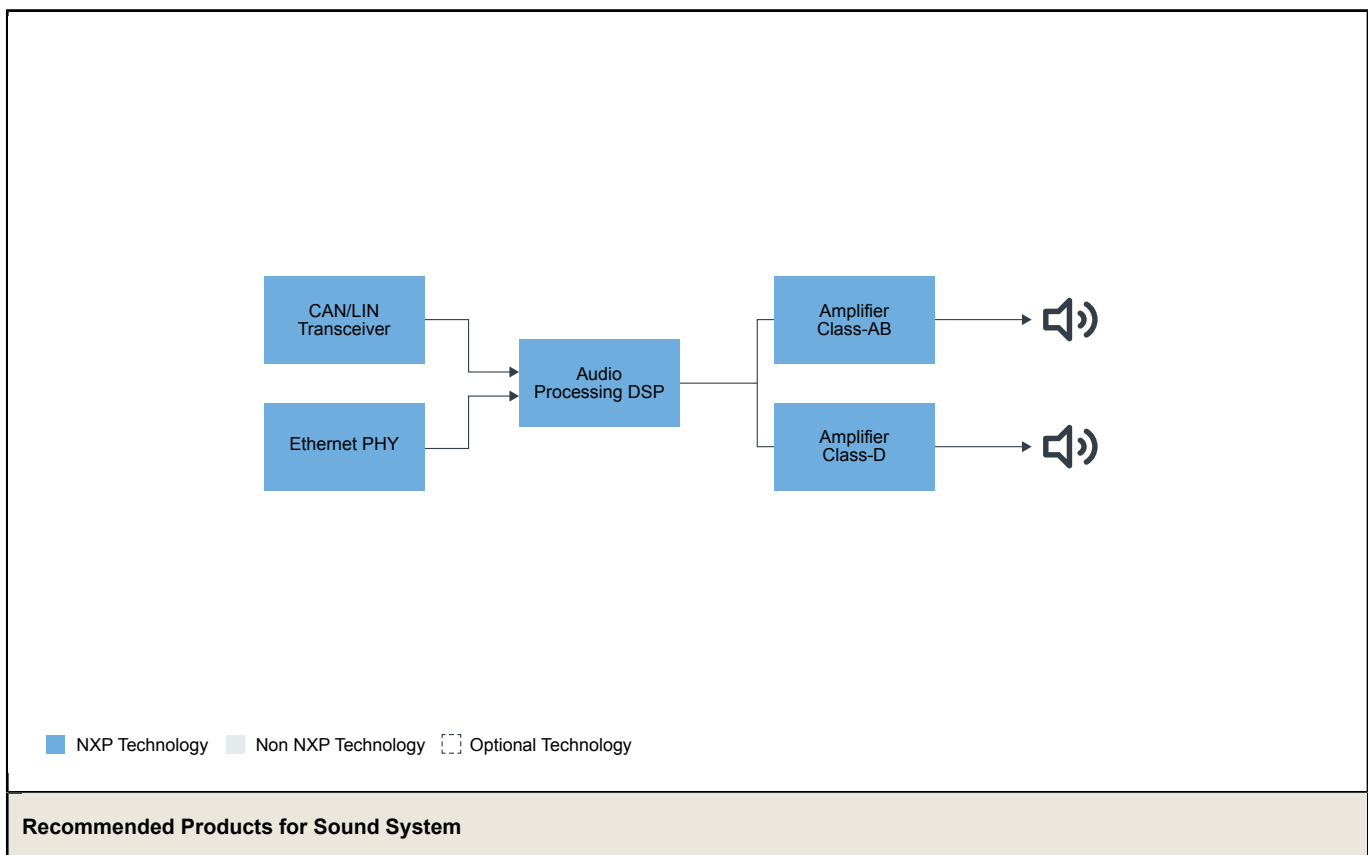 CAN/LIN
Transceiver
Ethernet PHY
Audio
Processing DSP
Amplifier
Class-AB
Amplifier
Class-D
NXP Technology
Non NXP Technology
Optional Technology
Recommended Products for Sound System